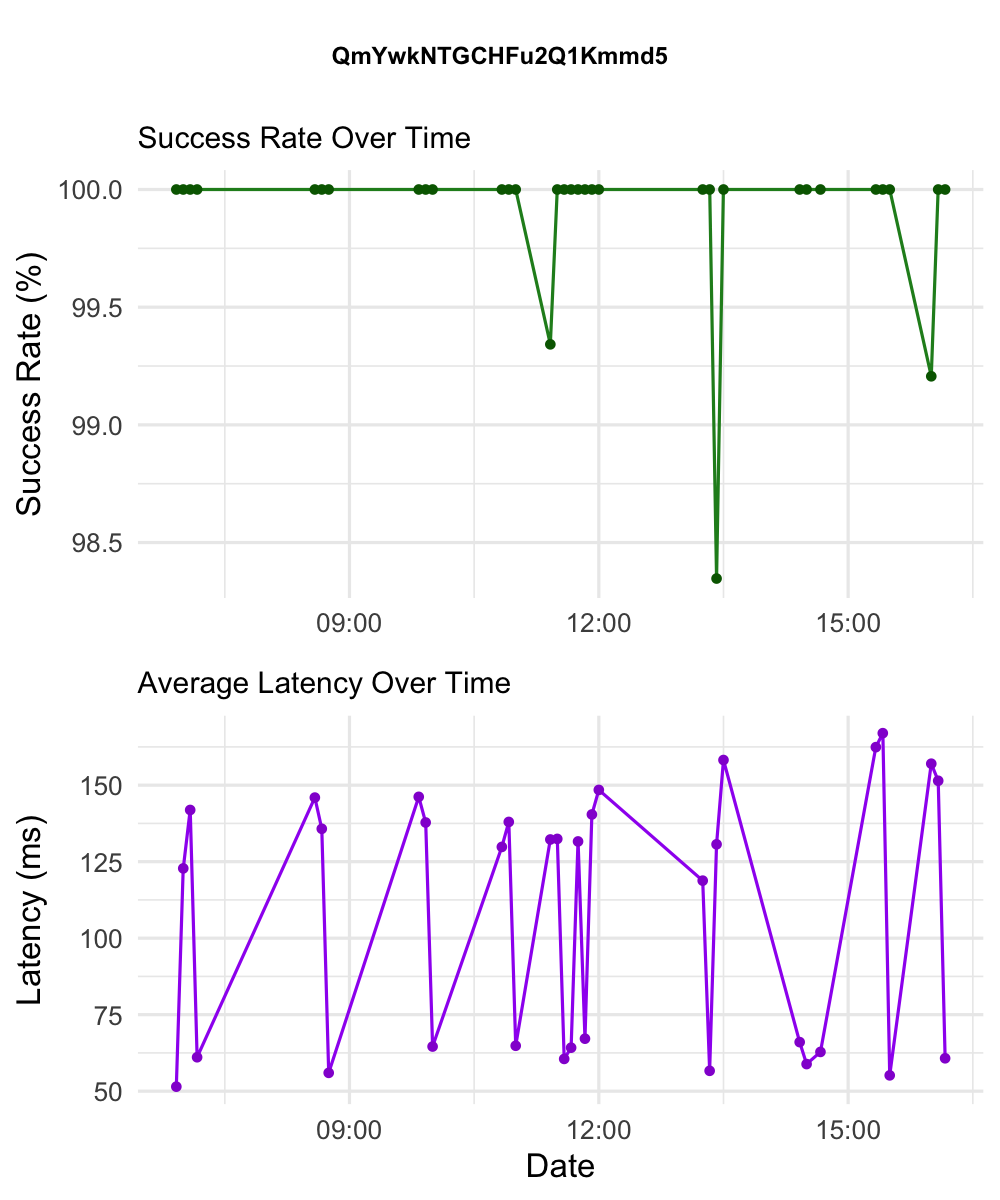 QmYwkNTGCHFu2Q1Kmmd5
Success Rate Over Time
Success Rate (%)
100.0
99.5
99.0
98.5
09:00 12:00 15:00
Average Latency Over Time
Latency (ms)
150
125
100
75
50
09:00 12:00 15:00
Date